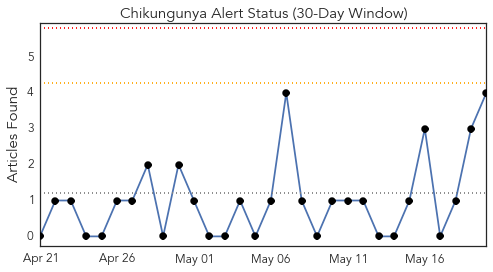 Chikungunya Alert Status (30-Day Window)
Articles Found
5
4
3
2
1
0
Apr 21
Apr 26
May 01
May 06
May 11
May 16